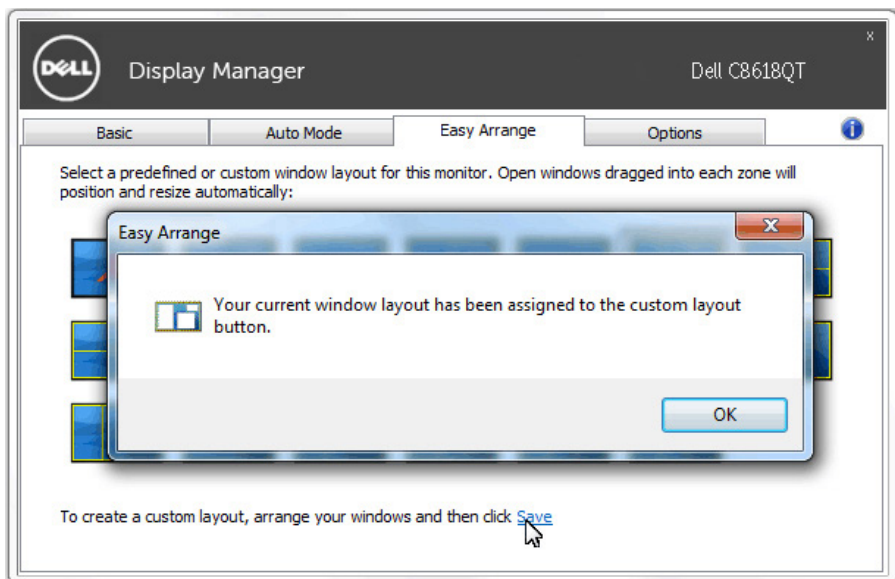 DELL
Display Manager
Dell C8618QT
x
Basic
Auto Mode
Easy Arrange
Options
i
Select a predefined or custom window layout for this monitor. Open windows dragged into each zone will
position and resize automatically:
Easy Arrange
X
Your current window layout has been assigned to the custom layout
button.
OK
To create a custom layout, arrange your windows and then click Save